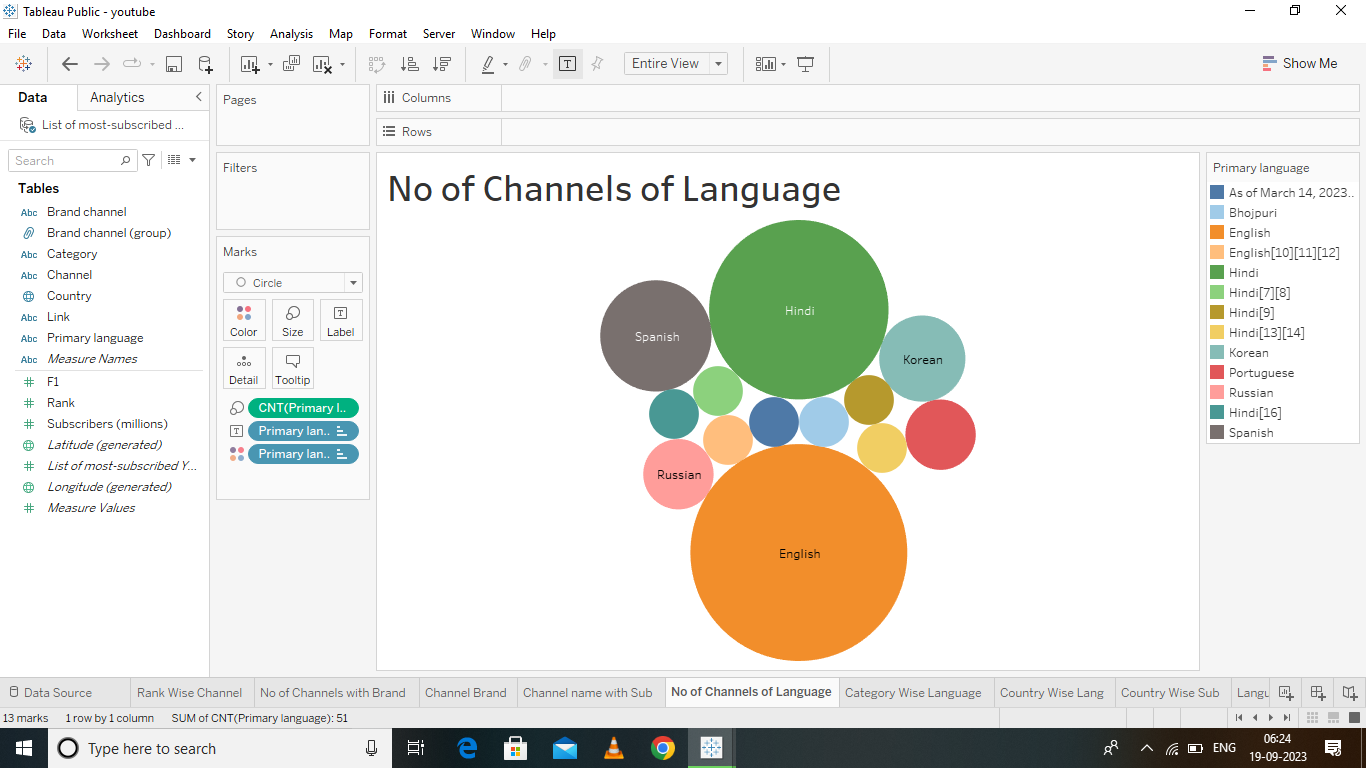 Tableau Public - youtube
File Data Worksheet Dashboard Story Analysis Map Format Server Window Help
Entire View
Show Me
Data Analytics
List of most-subscribed ...
Search
Tables
Abc Brand channel
Brand channel (group)
Abc Category
Abc Channel
Country
Abc Link
Abc Primary language
Abc Measure Names
F1
Rank
Subscribers (millions)
Latitude (generated)
List of most-subscribed Y...
Longitude (generated)
Measure Values
Pages
Filters
Marks
Circle
Color Size Label
Detail Tooltip
CNT(Primary l..
Primary lan..
Primary lan..
Columns
Rows
No of Channels of Language
Hindi
Spanish
Korean
Russian
English
Primary language
As of March 14, 2023..
Bhojpuri
English
English[10][11][12]
Hindi
Hindi[7][8]
Hindi[9]
Hindi[13][14]
Korean
Portuguese
Russian
Hindi[16]
Spanish
Data Source Rank Wise Channel No of Channels with Brand Channel Brand Channel name with Sub No of Channels of Language Category Wise Language Country Wise Lang Country Wise Sub Langu
13 marks 1 row by 1 column SUM of CNT(Primary language): 51
Type here to search
ENG
06:24
19-09-2023